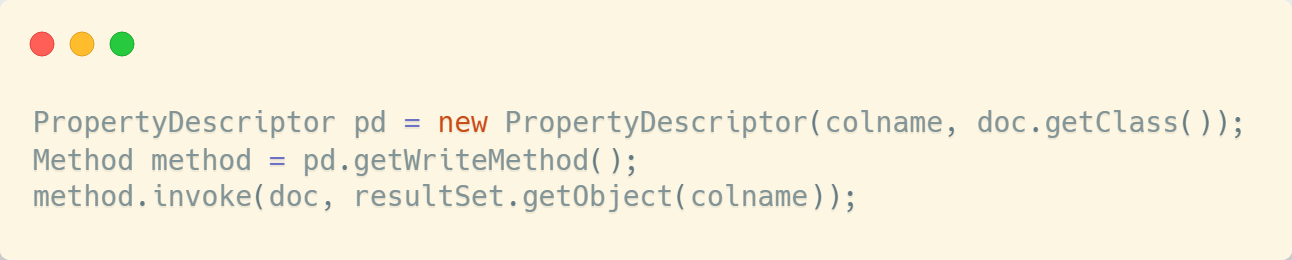 PropertyDescriptor pd = new PropertyDescriptor(colname, doc.getClass());
Method method = pd.getWriteMethod();
method.invoke(doc, resultSet.getObject(colname));